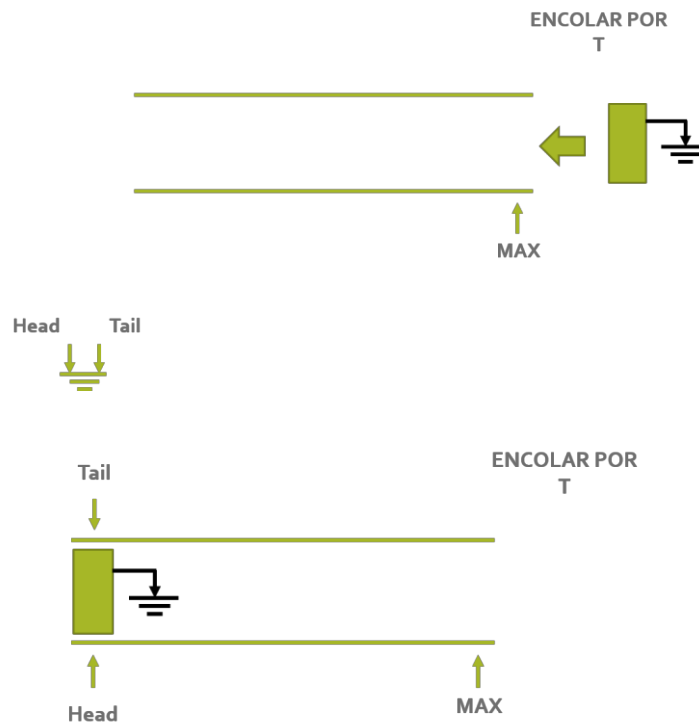 ENCOLAR POR
T
MAX
Head Tail
ENCOLAR POR
T
Tail
Head
MAX